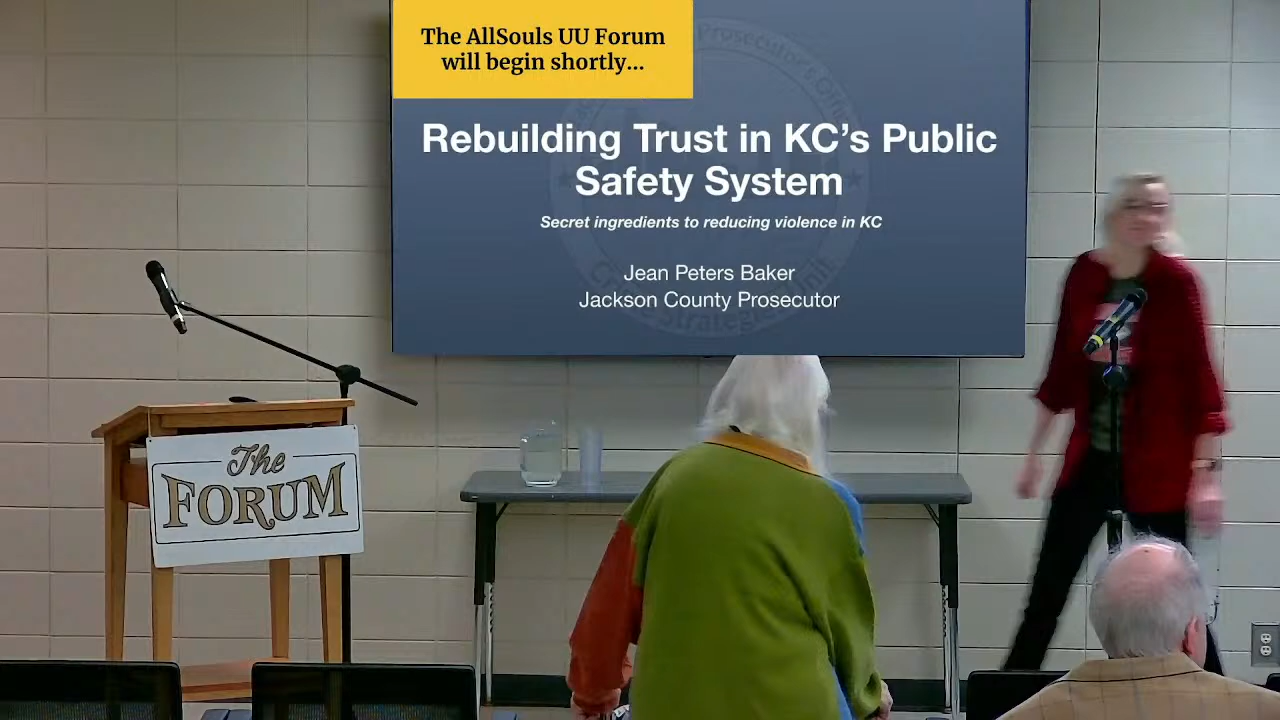 The AllSouls UU Forum
will begin shortly...
Rebuilding Trust in KC's Public
Safety System
Secret ingredients to reducing violence in KC
Jean Peters Baker
Jackson County Prosecutor
The
FORUM